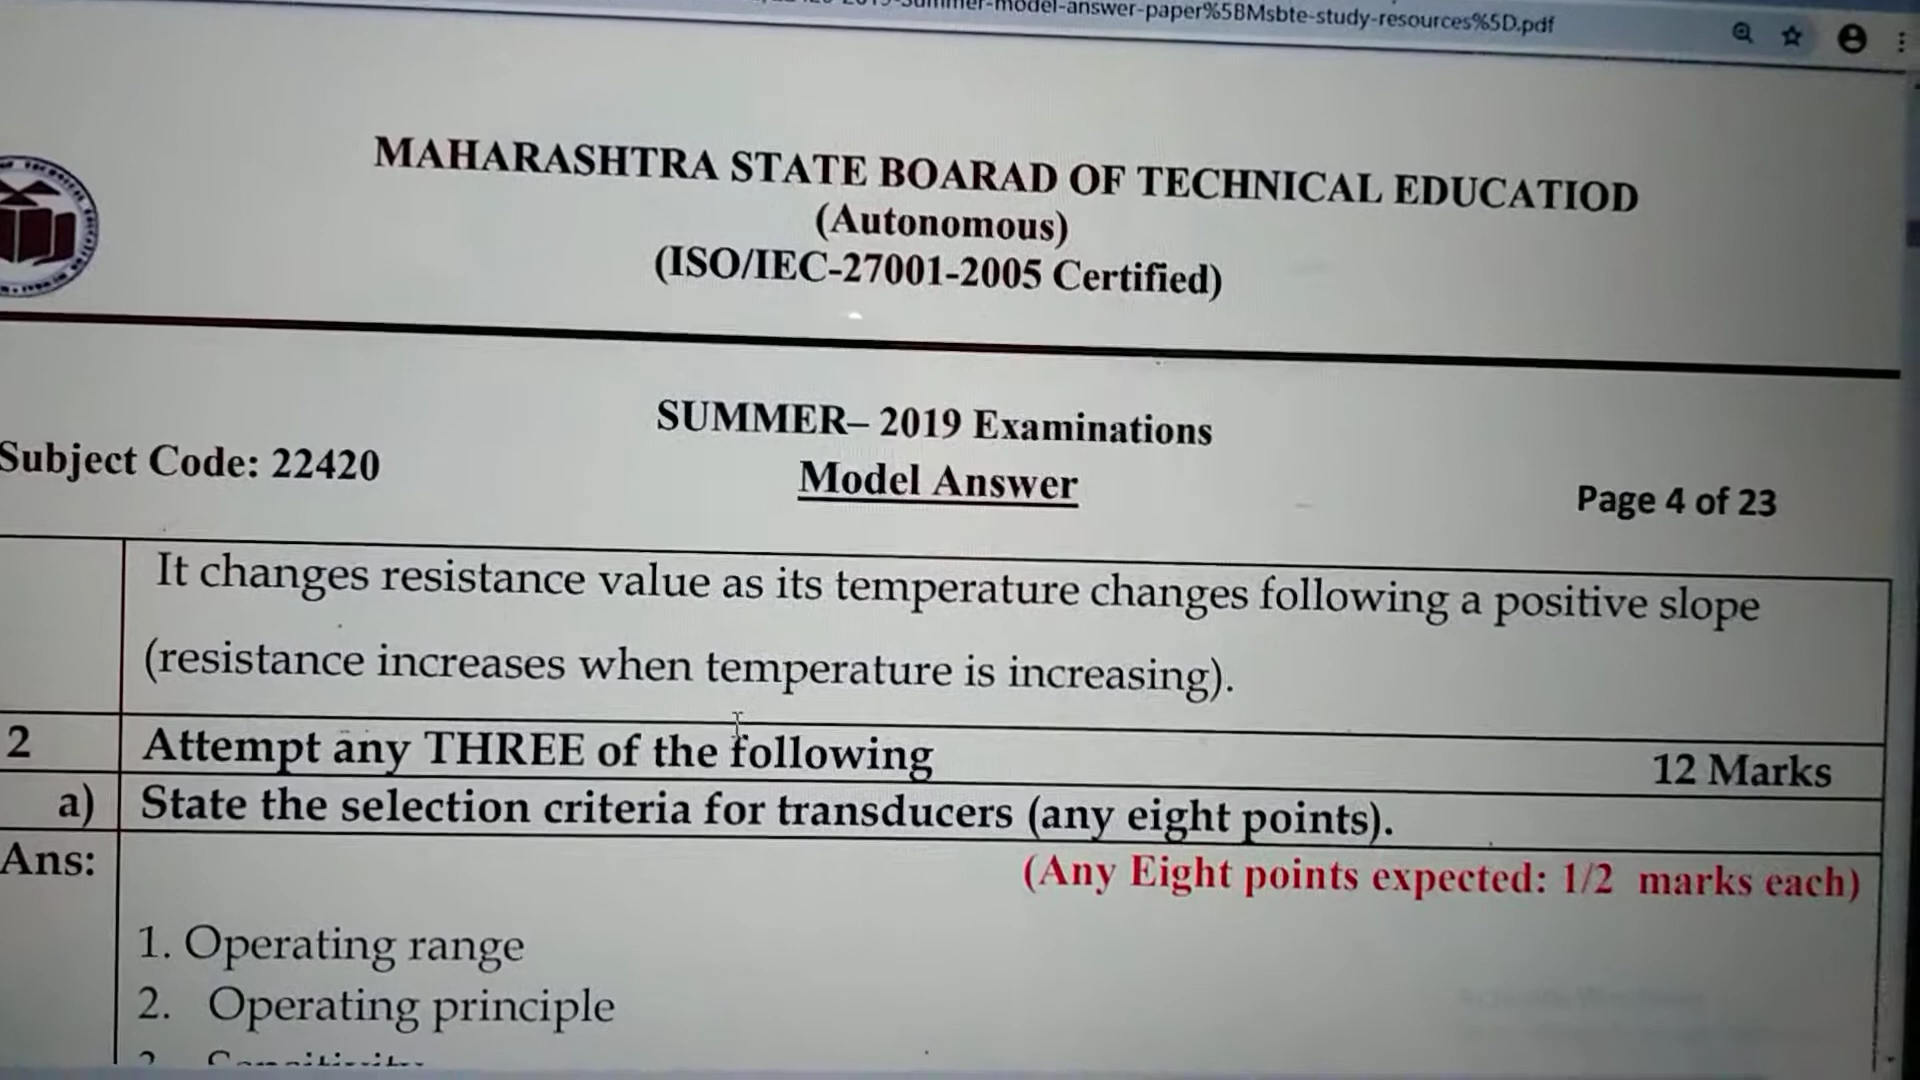 summer-model-answer-paper%5BMsbte-study-resources%5D.pdf
MAHARASHTRA STATE BOARAD OF TECHNICAL EDUCATIOD
(Autonomous)
(ISO/IEC-27001-2005 Certified)
SUMMER– 2019 Examinations
Subject Code: 22420
Model Answer
Page 4 of 23
It changes resistance value as its temperature changes following a positive slope
(resistance increases when temperature is increasing).
2 Attempt any THREE of the following 12 Marks
a) State the selection criteria for transducers (any eight points).
Ans:
(Any Eight points expected: 1/2 marks each)
1. Operating range
2. Operating principle